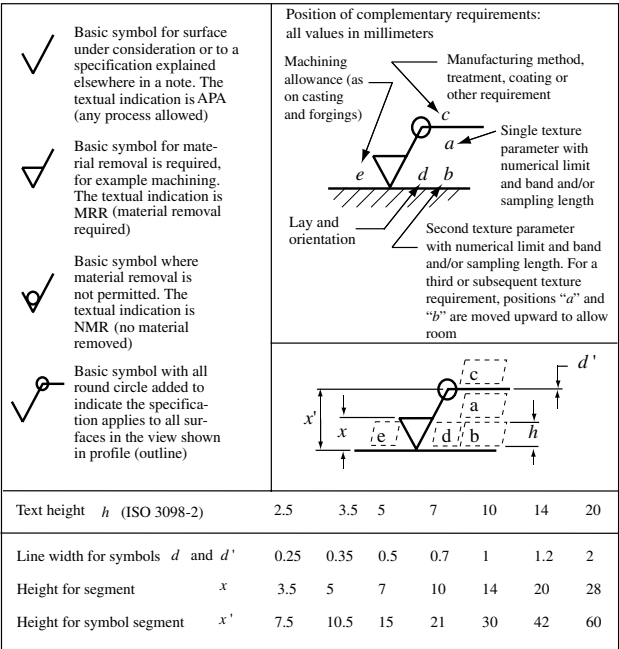 Basic symbol for surface
under consideration or to a
specification explained
elsewhere in a note. The
textual indication is APA
(any process allowed)
Basic symbol for mate-
rial removal is required,
for example machining.
The textual indication is
MRR (material removal
required)
Basic symbol where
material removal is
not permitted. The
textual indication is
NMR (no material
removed)
Basic symbol with all
round circle added to
indicate the specifica-
tion applies to all sur-
faces in the view shown
in profile (outline)
Position of complementary requirements:
all values in millimeters
Machining
allowance (as
on casting
and forgings)
Manufacturing method,
treatment, coating or
other requirement
c
a
Single texture
parameter with
numerical limit
and band and/or
sampling length
e d b
Lay and
orientation
Second texture parameter
with numerical limit and band
and/or sampling length. For a
third or subsequent texture
requirement, positions “a” and
“b” are moved upward to allow
room
d '
c
x' a
x e d b h
Text height h (ISO 3098-2) 2.5 3.5 5 7 10 14 20
Line width for symbols d and d ' 0.25 0.35 0.5 0.7 1 1.2 2
Height for segment x 3.5 5 7 10 14 20 28
Height for symbol segment x ' 7.5 10.5 15 21 30 42 60